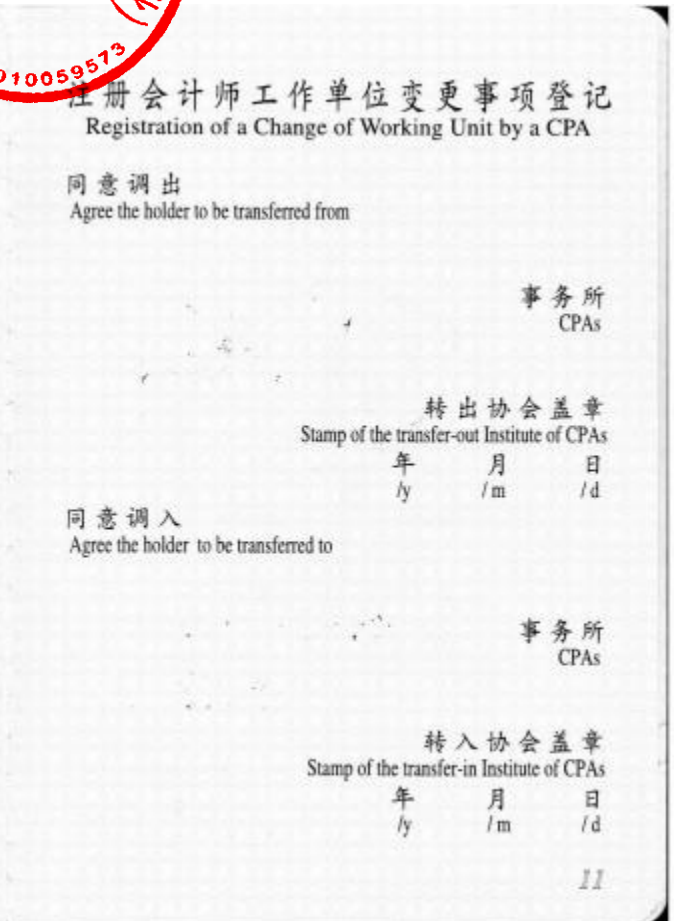 010059573
注册会计师工作单位变更事项登记
Registration of a Change of Working Unit by a CPA
同意调出
Agree the holder to be transferred from
事务所
CPAs
转出协会盖章
Stamp of the transfer-out Institute of CPAs
年 月 日
/y /m /d
同意调入
Agree the holder to be transferred to
事务所
CPAs
转入协会盖章
Stamp of the transfer-in Institute of CPAs
年 月 日
/y /m /d
11